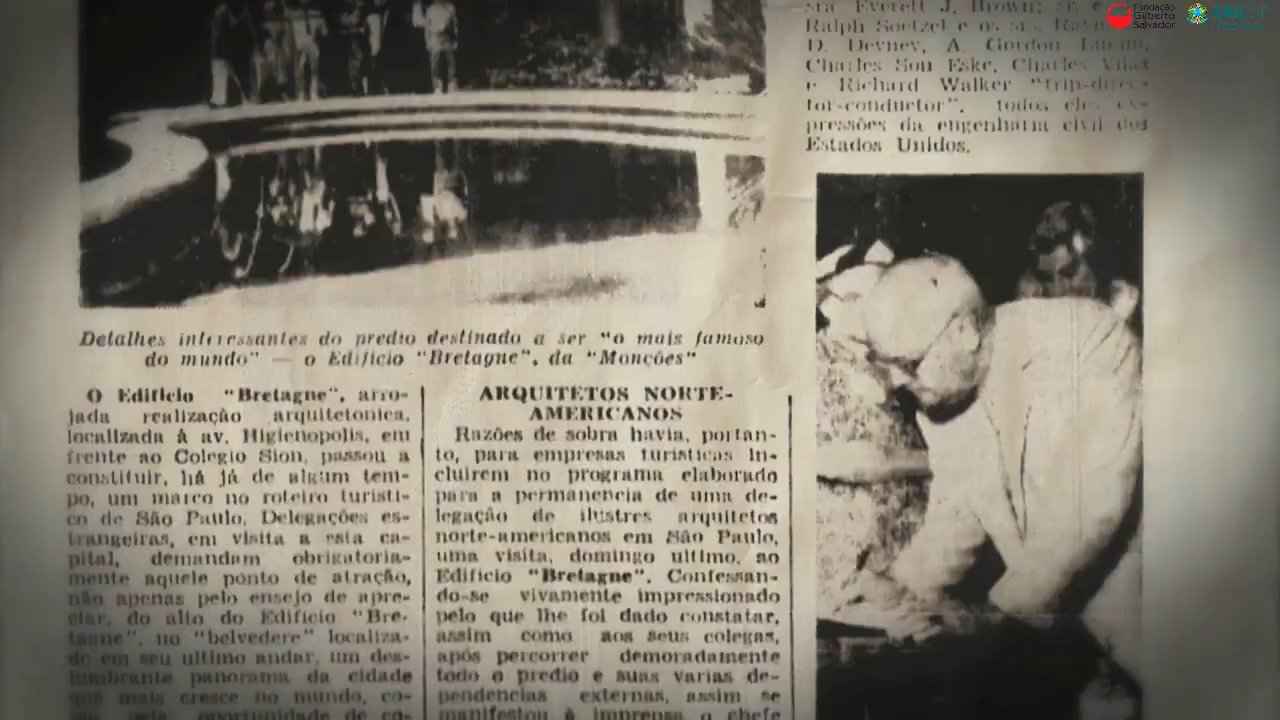 Fundação
Gilberto
Salvador
sra Everett J. Brown;
Ralph Soetzel e os srs.
D. Devney, A. Gordon
Charles Son Eske, Charles
e Richard Walker "trip-direc-
tor-conductor", todos eles ex-
pressões da engenharia civil dos
Estados Unidos.
Detalhes interessantes do predio destinado a ser "o mais famoso
do mundo" — o Edificio "Bretagne", da "Monções"
O Edificio "Bretagne", arro-
jada realização arquitetonica,
localizada à av. Higienopolis, em
frente ao Colegio Sion, passou a
constituir, há já de algum tem-
po, um marco no roteiro turisti-
co de São Paulo. Delegações es-
trangeiras, em visita a esta ca-
pital, demandam obrigatoria-
mente aquele ponto de atração,
não apenas pelo ensejo de apre-
ciar, do alto do Edificio "Bre-
tagne", no "belvedere" localiza-
do em seu ultimo andar, um des-
lumbrante panorama da cidade
que mais cresce no mundo, co-
mo pela oportunidade de co-
ARQUITETOS NORTE-
AMERICANOS
Razões de sobra havia, portan-
to, para empresas turisticas in-
cluirem no programa elaborado
para a permanencia de uma de-
legação de ilustres arquitetos
norte-americanos em São Paulo,
uma visita, domingo ultimo, ao
Edificio "Bretagne". Confessan-
do-se vivamente impressionado
pelo que lhe foi dado constatar,
assim como aos seus colegas,
após percorrer demoradamente
todo o predio e suas varias de-
pendencias externas, assim se
manifestou à imprensa o chefe